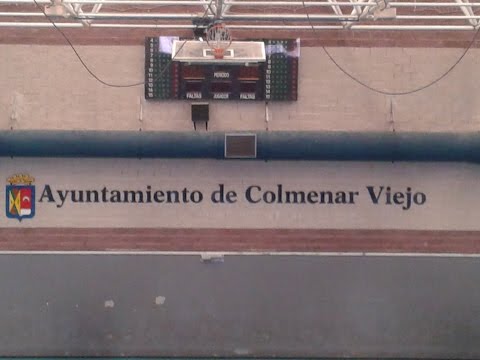 PERIODO
FALTAS
FALTAS
Ayuntamiento de Colmenar Viejo